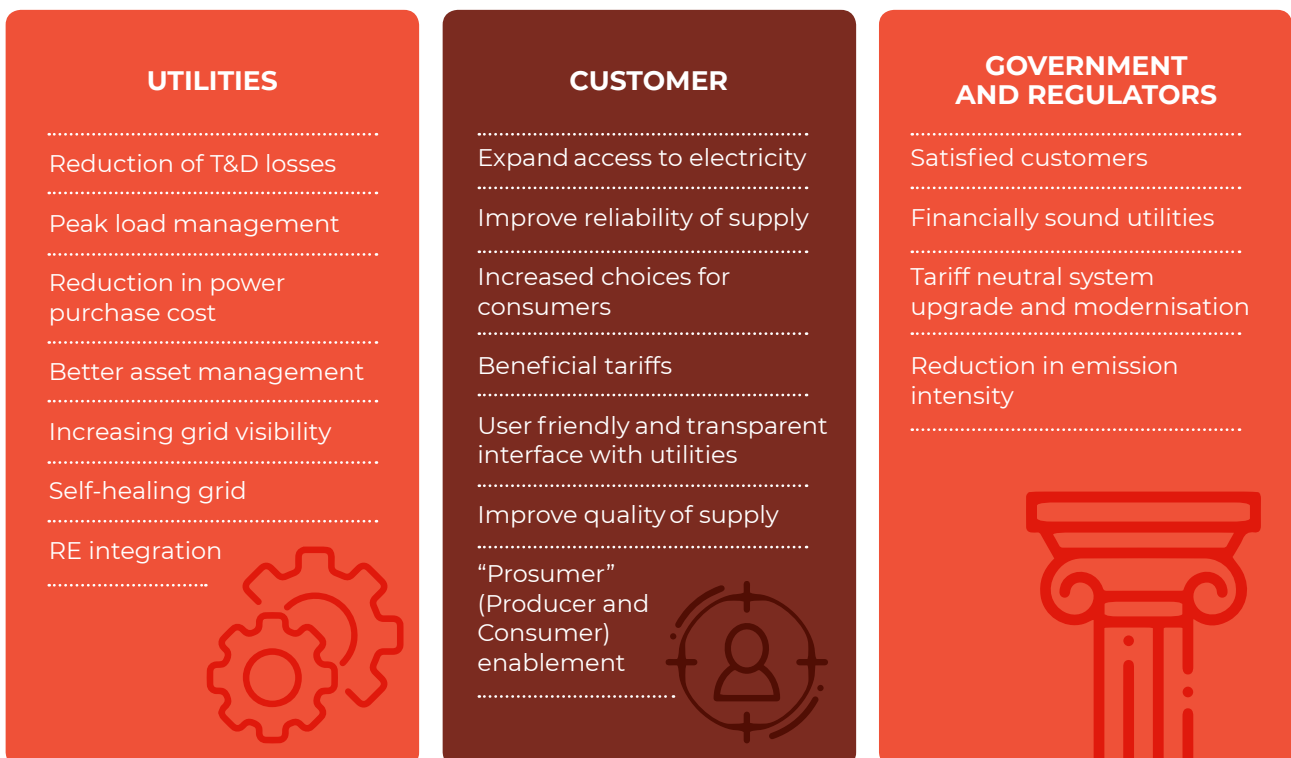 UTILITIES
Reduction of T&D losses
Peak load management
Reduction in power
purchase cost
Better asset management
Increasing grid visibility
Self-healing grid
RE integration
CUSTOMER
Expand access to electricity
Improve reliability of supply
Increased choices for
consumers
Beneficial tariffs
User friendly and transparent
interface with utilities
Improve quality of supply
“Prosumer”
(Producer and
Consumer)
enablement
GOVERNMENT
AND REGULATORS
Satisfied customers
Financially sound utilities
Tariff neutral system
upgrade and modernisation
Reduction in emission
intensity